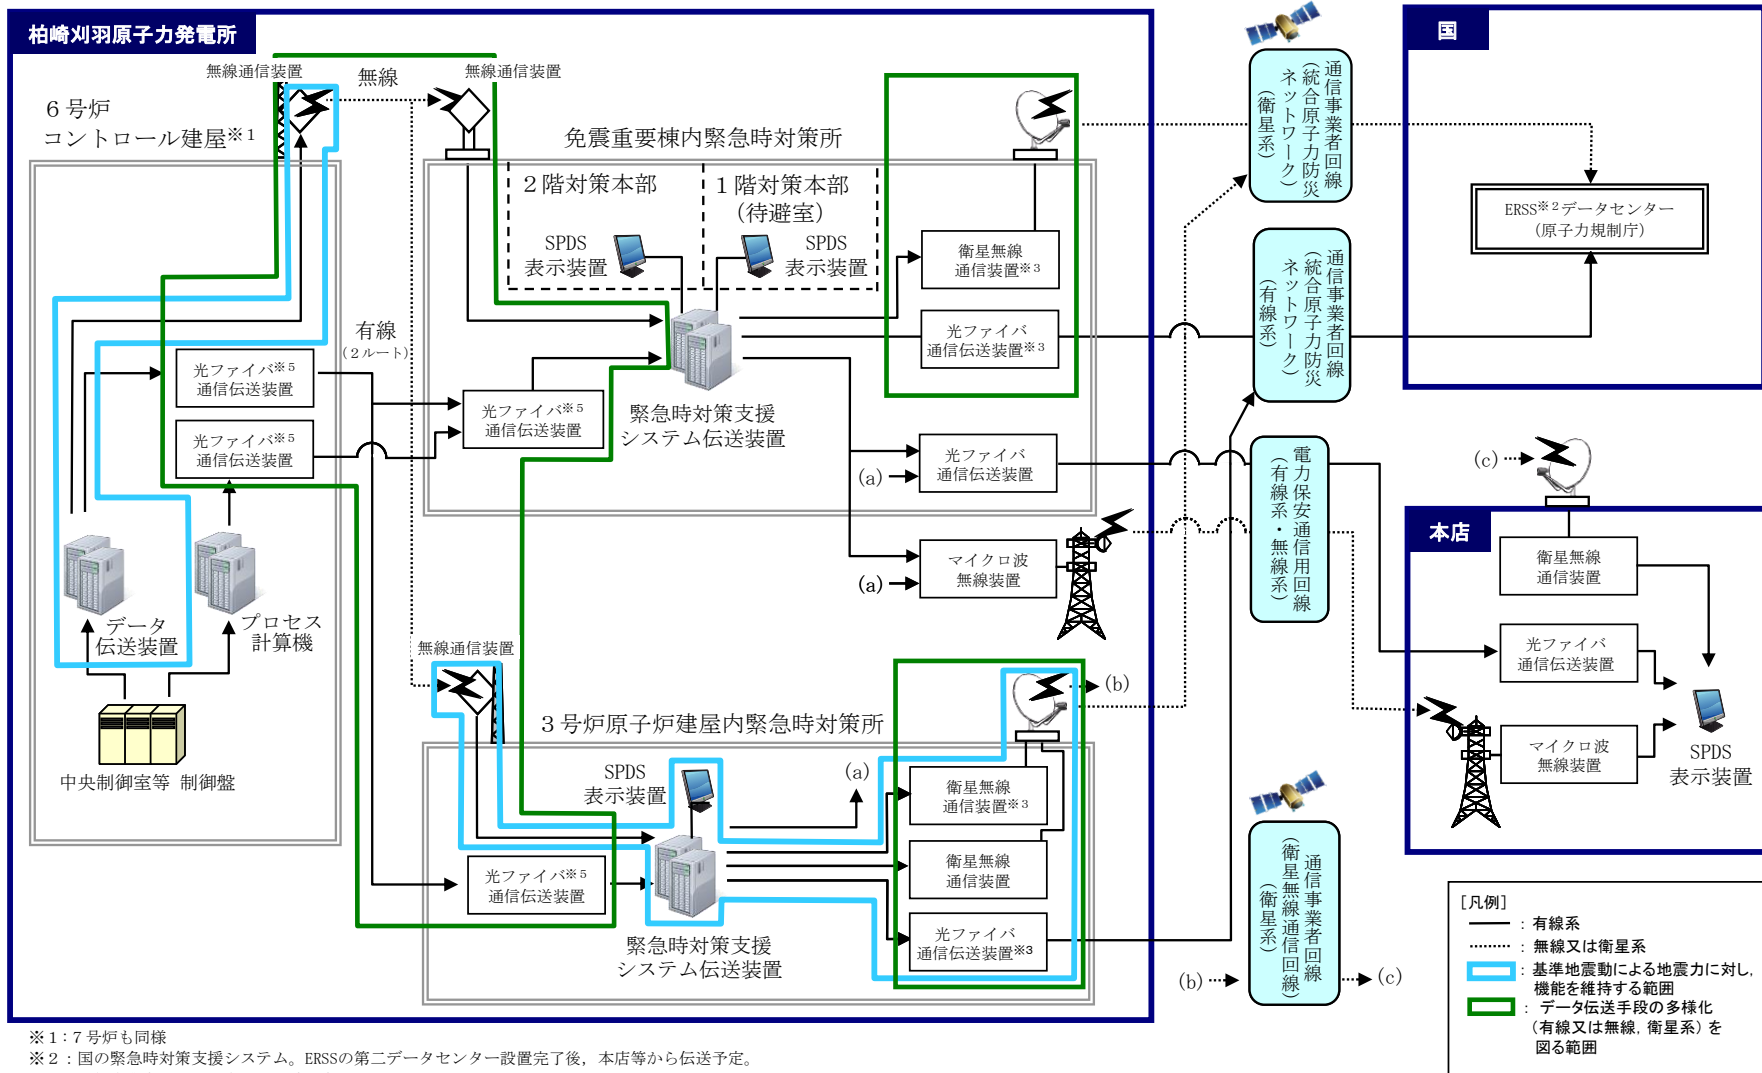 柏崎刈羽原子力発電所
国
無線通信装置
無線
無線通信装置
6号炉
コントロール建屋※1
免震重要棟内緊急時対策所
2階対策本部
1階対策本部
(待避室)
SPDS
表示装置
SPDS
表示装置
衛星無線
通信装置※3
光ファイバ
通信伝送装置※3
有線
(2ルート)
光ファイバ※5
通信伝送装置
光ファイバ※5
通信伝送装置
光ファイバ※5
通信伝送装置
緊急時対策支援
システム伝送装置
光ファイバ
通信伝送装置
(a)
マイクロ波
無線装置
(a)
データ
伝送装置
プロセス
計算機
中央制御室等 制御盤
無線通信装置
3号炉原子炉建屋内緊急時対策所
(b)
SPDS
表示装置
(a)
衛星無線
通信装置※3
衛星無線
通信装置
光ファイバ
通信伝送装置※3
光ファイバ※5
通信伝送装置
緊急時対策支援
システム伝送装置
通信事業者回線
(統合原子力防災
ネットワーク)
(衛星系)
通信事業者回線
(統合原子力防災
ネットワーク)
(有線系)
電力保安通信用回線
(有線系・無線系)
通信事業者回線
(衛星無線通信回線)
(衛星系)
(b)
(c)
ERSS※2データセンター
(原子力規制庁)
(c)
本店
衛星無線
通信装置
光ファイバ
通信伝送装置
マイクロ波
無線装置
SPDS
表示装置
[凡例]
:有線系
:無線又は衛星系
:基準地震動による地震力に対し,
機能を維持する範囲
:データ伝送手段の多様化
(有線又は無線,衛星系)を
図る範囲
※1:7号炉も同様
※2:国の緊急時対策支援システム。ERSSの第二データセンター設置完了後,本店等から伝送予定。